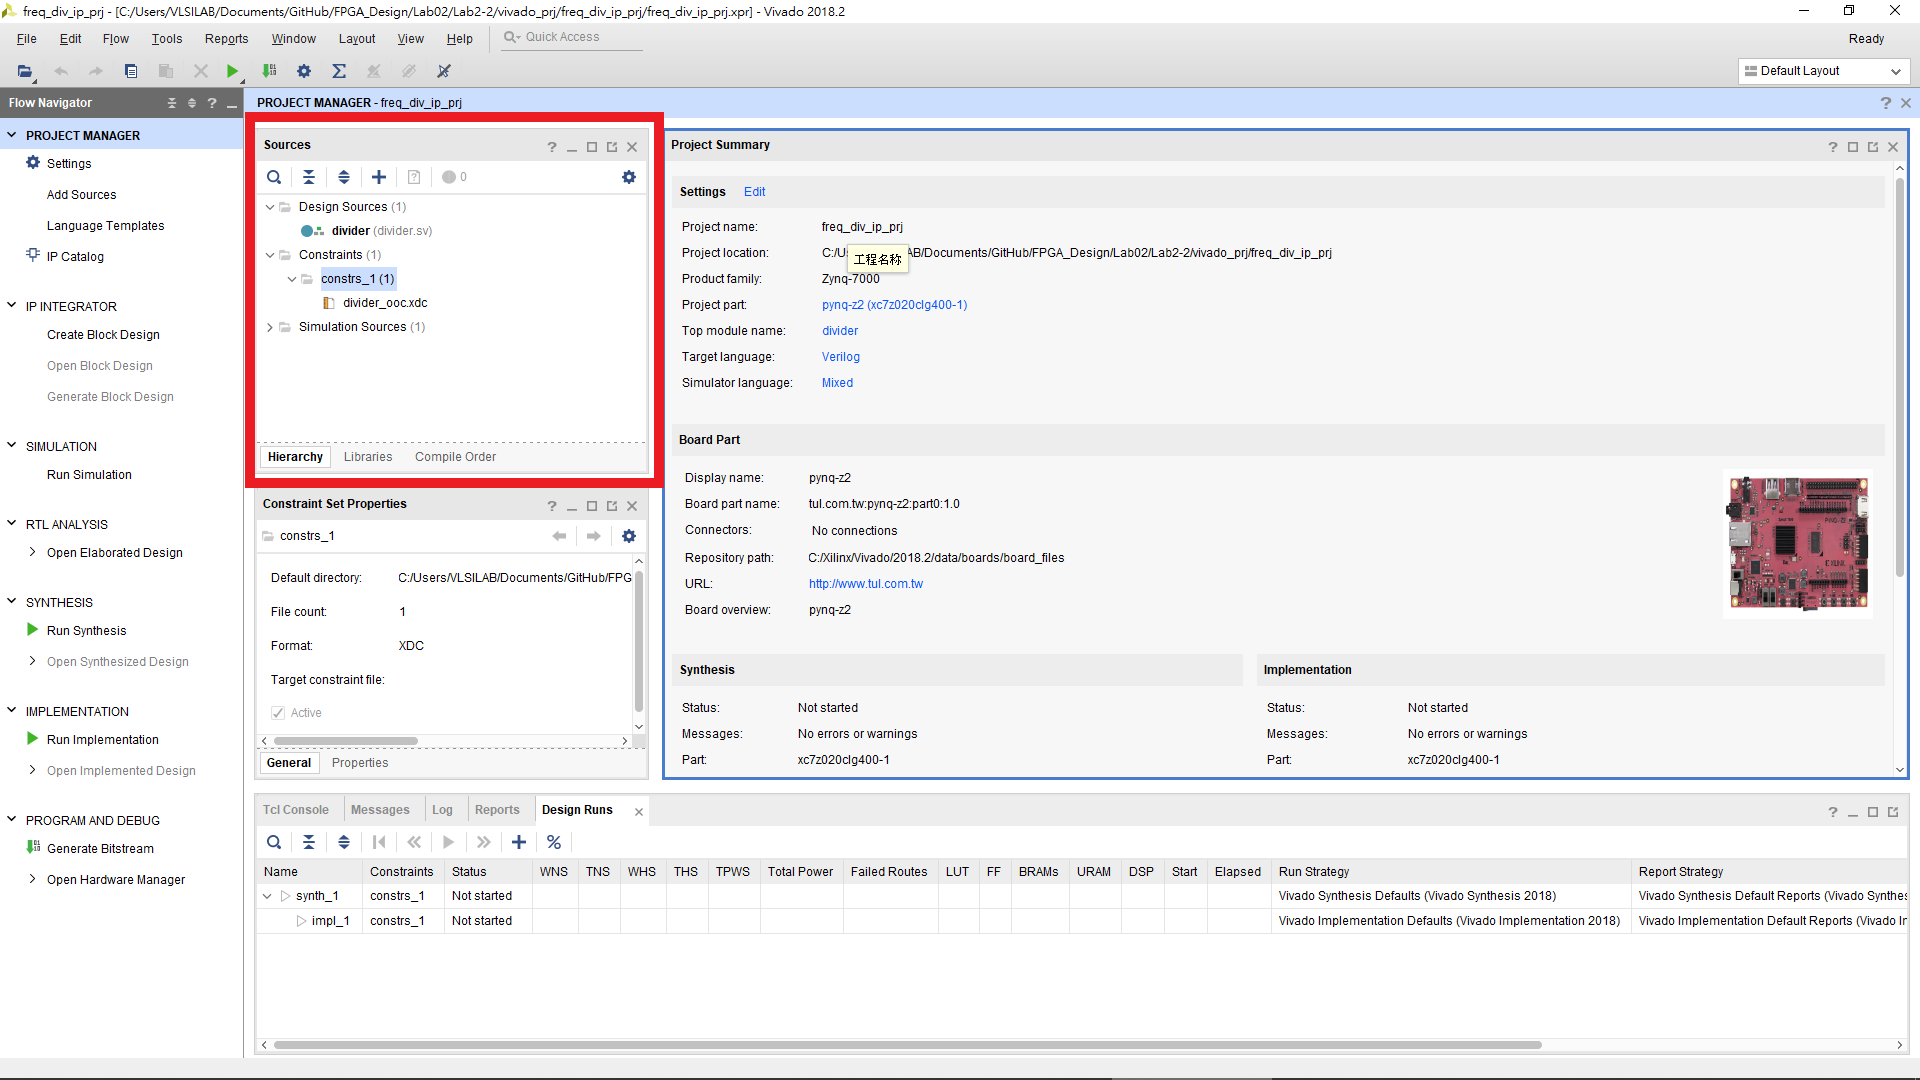 freq_div_ip_prj - [C:/Users/VLSILAB/Documents/GitHub/FPGA_Design/Lab02/Lab2-2/vivado_prj/freq_div_ip_prj/freq_div_ip_prj.xpr] - Vivado 2018.2
File Edit Flow Tools Reports Window Layout View Help Quick Access Ready
Default Layout
Flow Navigator
PROJECT MANAGER
Settings
Add Sources
Language Templates
IP Catalog
IP INTEGRATOR
Create Block Design
Open Block Design
Generate Block Design
SIMULATION
Run Simulation
RTL ANALYSIS
Open Elaborated Design
SYNTHESIS
Run Synthesis
Open Synthesized Design
IMPLEMENTATION
Run Implementation
Open Implemented Design
PROGRAM AND DEBUG
Generate Bitstream
Open Hardware Manager
PROJECT MANAGER - freq_div_ip_prj
Sources
0
Design Sources (1)
divider (divider.sv)
Constraints (1)
constrs_1 (1)
divider_ooc.xdc
Simulation Sources (1)
Hierarchy Libraries Compile Order
Constraint Set Properties
constrs_1
Default directory: C:/Users/VLSILAB/Documents/GitHub/FPG
File count: 1
Format: XDC
Target constraint file:
Active
General Properties
Project Summary
Settings Edit
Project name: freq_div_ip_prj
Project location: C:/U AB/Documents/GitHub/FPGA_Design/Lab02/Lab2-2/vivado_prj/freq_div_ip_prj
工程名称
Product family: Zynq-7000
Project part: pynq-z2 (xc7z020clg400-1)
Top module name: divider
Target language: Verilog
Simulator language: Mixed
Board Part
Display name: pynq-z2
Board part name: tul.com.tw:pynq-z2:part0:1.0
Connectors: No connections
Repository path: C:/Xilinx/Vivado/2018.2/data/boards/board_files
URL: http://www.tul.com.tw
Board overview: pynq-z2
Synthesis
Status: Not started
Messages: No errors or warnings
Part: xc7z020clg400-1
Implementation
Status: Not started
Messages: No errors or warnings
Part: xc7z020clg400-1
Tcl Console Messages Log Reports Design Runs
Name Constraints Status WNS TNS WHS THS TPWS Total Power Failed Routes LUT FF BRAMs URAM DSP Start Elapsed Run Strategy Report Strategy
synth_1 constrs_1 Not started Vivado Synthesis Defaults (Vivado Synthesis 2018) Vivado Synthesis Default Reports (Vivado Synthes
impl_1 constrs_1 Not started Vivado Implementation Defaults (Vivado Implementation 2018) Vivado Implementation Default Reports (Vivado Ir